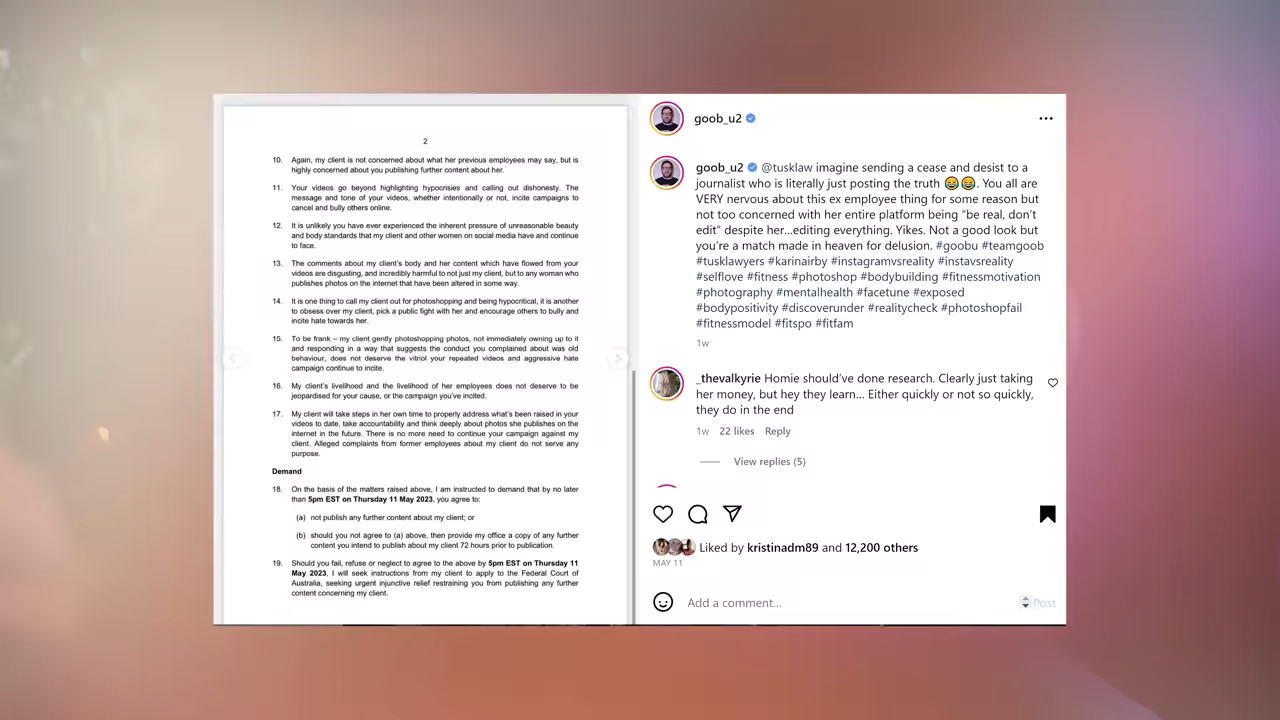 2
10. Again, my client is not concerned about what her previous employees may say, but is
highly concerned about you publishing further content about her.
11. Your videos go beyond highlighting hypocrisies and calling out dishonesty. The
message and tone of your videos, whether intentionally or not, incite campaigns to
cancel and bully others online.
12. It is unlikely you have ever experienced the inherent pressure of unreasonable beauty
and body standards that my client and other women on social media have and continue
to face.
13. The comments about my client's body and her content which have flowed from your
videos are disgusting, and incredibly harmful to not just my client, but to any woman who
publishes photos on the internet that have been altered in some way.
14. It is one thing to call my client out for photoshopping and being hypocritical, it is another
to obsess over my client, pick a public fight with her and encourage others to bully and
incite hate towards her.
15. To be frank – my client gently photoshopping photos, not immediately owning up to it
and responding in a way that suggests the conduct you complained about was old
behaviour, does not deserve the vitriol your repeated videos and aggressive hate
campaign continue to incite.
16. My client's livelihood and the livelihood of her employees does not deserve to be
jeopardised for your cause, or the campaign you've incited.
17. My client will take steps in her own time to properly address what's been raised in your
videos to date, take accountability and think deeply about photos she publishes on the
internet in the future. There is no more need to continue your campaign against my
client. Alleged complaints from former employees about my client do not serve any
purpose.
Demand
18. On the basis of the matters raised above, I am instructed to demand that by no later
than 5pm EST on Thursday 11 May 2023, you agree to:
(a) not publish any further content about my client; or
(b) should you not agree to (a) above, then provide my office a copy of any further
content you intend to publish about my client 72 hours prior to publication.
19. Should you fail, refuse or neglect to agree to the above by 5pm EST on Thursday 11
May 2023, I will seek instructions from my client to apply to the Federal Court of
Australia, seeking urgent injunctive relief restraining you from publishing any further
content concerning my client.
goob_u2
goob_u2 @tusklaw imagine sending a cease and desist to a
journalist who is literally just posting the truth 😂😂. You all are
VERY nervous about this ex employee thing for some reason but
not too concerned with her entire platform being "be real, don't
edit" despite her...editing everything. Yikes. Not a good look but
you're a match made in heaven for delusion. #goobu #teamgoob
#tusklawyers #karinairby #instagramvsreality #instavsreality
#selflove #fitness #photoshop #bodybuilding #fitnessmotivation
#photography #mentalhealth #facetune #exposed
#bodypositivity #discoverunder #realitycheck #photoshopfail
#fitnessmodel #fitspo #fitfam
1w
_thevalkyrie Homie should've done research. Clearly just taking
her money, but hey they learn... Either quickly or not so quickly,
they do in the end
1w 22 likes Reply
View replies (5)
Liked by kristinadm89 and 12,200 others
MAY 11
Add a comment...
Post